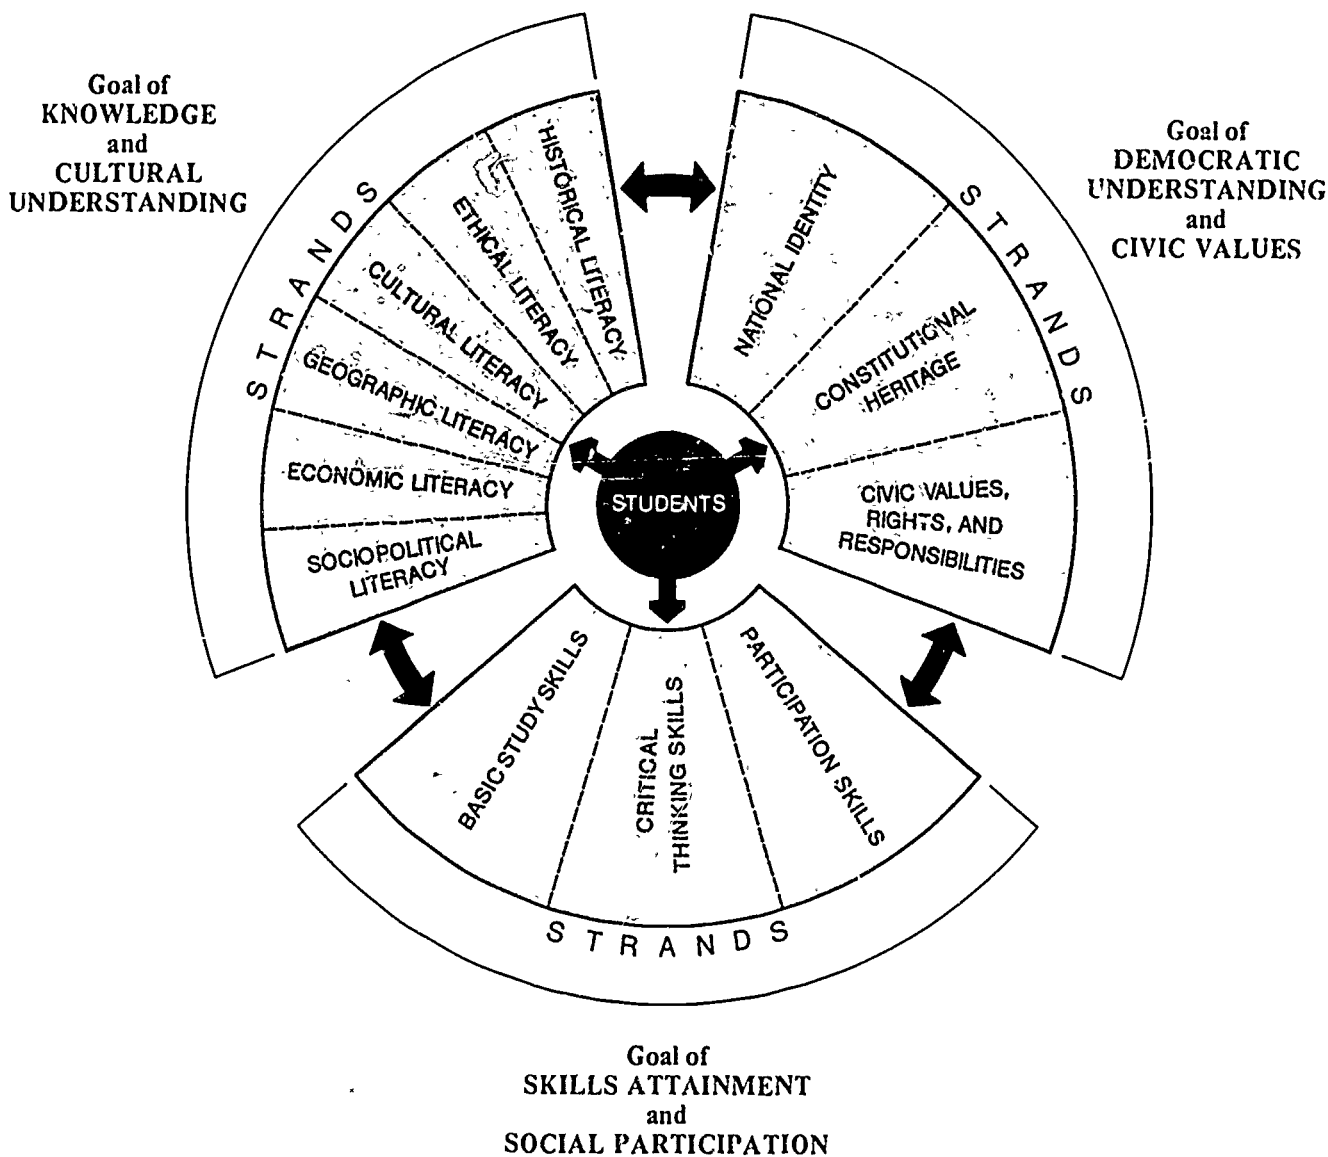 Goal of
KNOWLEDGE
and
CULTURAL
UNDERSTANDING
STRANDS
HISTORICAL LITERACY
ETHICAL LITERACY
CULTURAL LITERACY
GEOGRAPHIC LITERACY
ECONOMIC LITERACY
SOCIOPOLITICAL
LITERACY
Goal of
DEMOCRATIC
UNDERSTANDING
and
CIVIC VALUES
STRANDS
NATIONAL IDENTITY
CONSTITUTIONAL
HERITAGE
CIVIC VALUES,
RIGHTS, AND
RESPONSIBILITIES
STUDENTS
BASIC STUDY SKILLS
CRITICAL
THINKING SKILLS
PARTICIPATION SKILLS
STRANDS
Goal of
SKILLS ATTAINMENT
and
SOCIAL PARTICIPATION